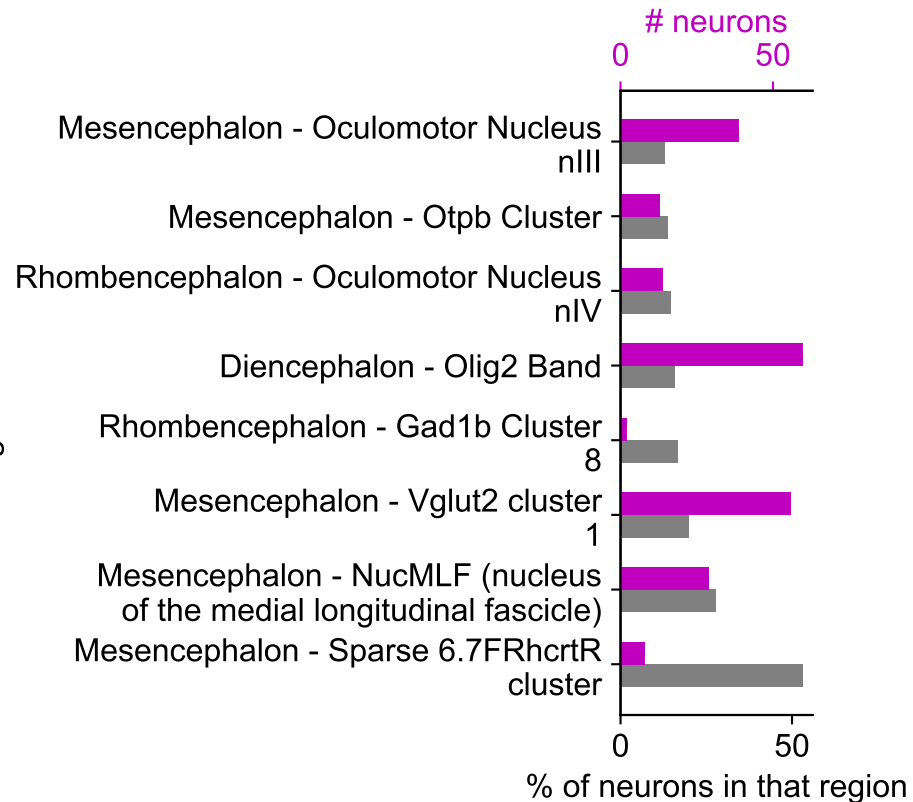 # neurons
0 50
Mesencephalon - Oculomotor Nucleus
nIII
Mesencephalon - Otpb Cluster
Rhombencephalon - Oculomotor Nucleus
nIV
Diencephalon - Olig2 Band
Rhombencephalon - Gad1b Cluster
8
Mesencephalon - Vglut2 cluster
1
Mesencephalon - NucMLF (nucleus
of the medial longitudinal fascicle)
Mesencephalon - Sparse 6.7FRhcrtR
cluster
0 50
% of neurons in that region